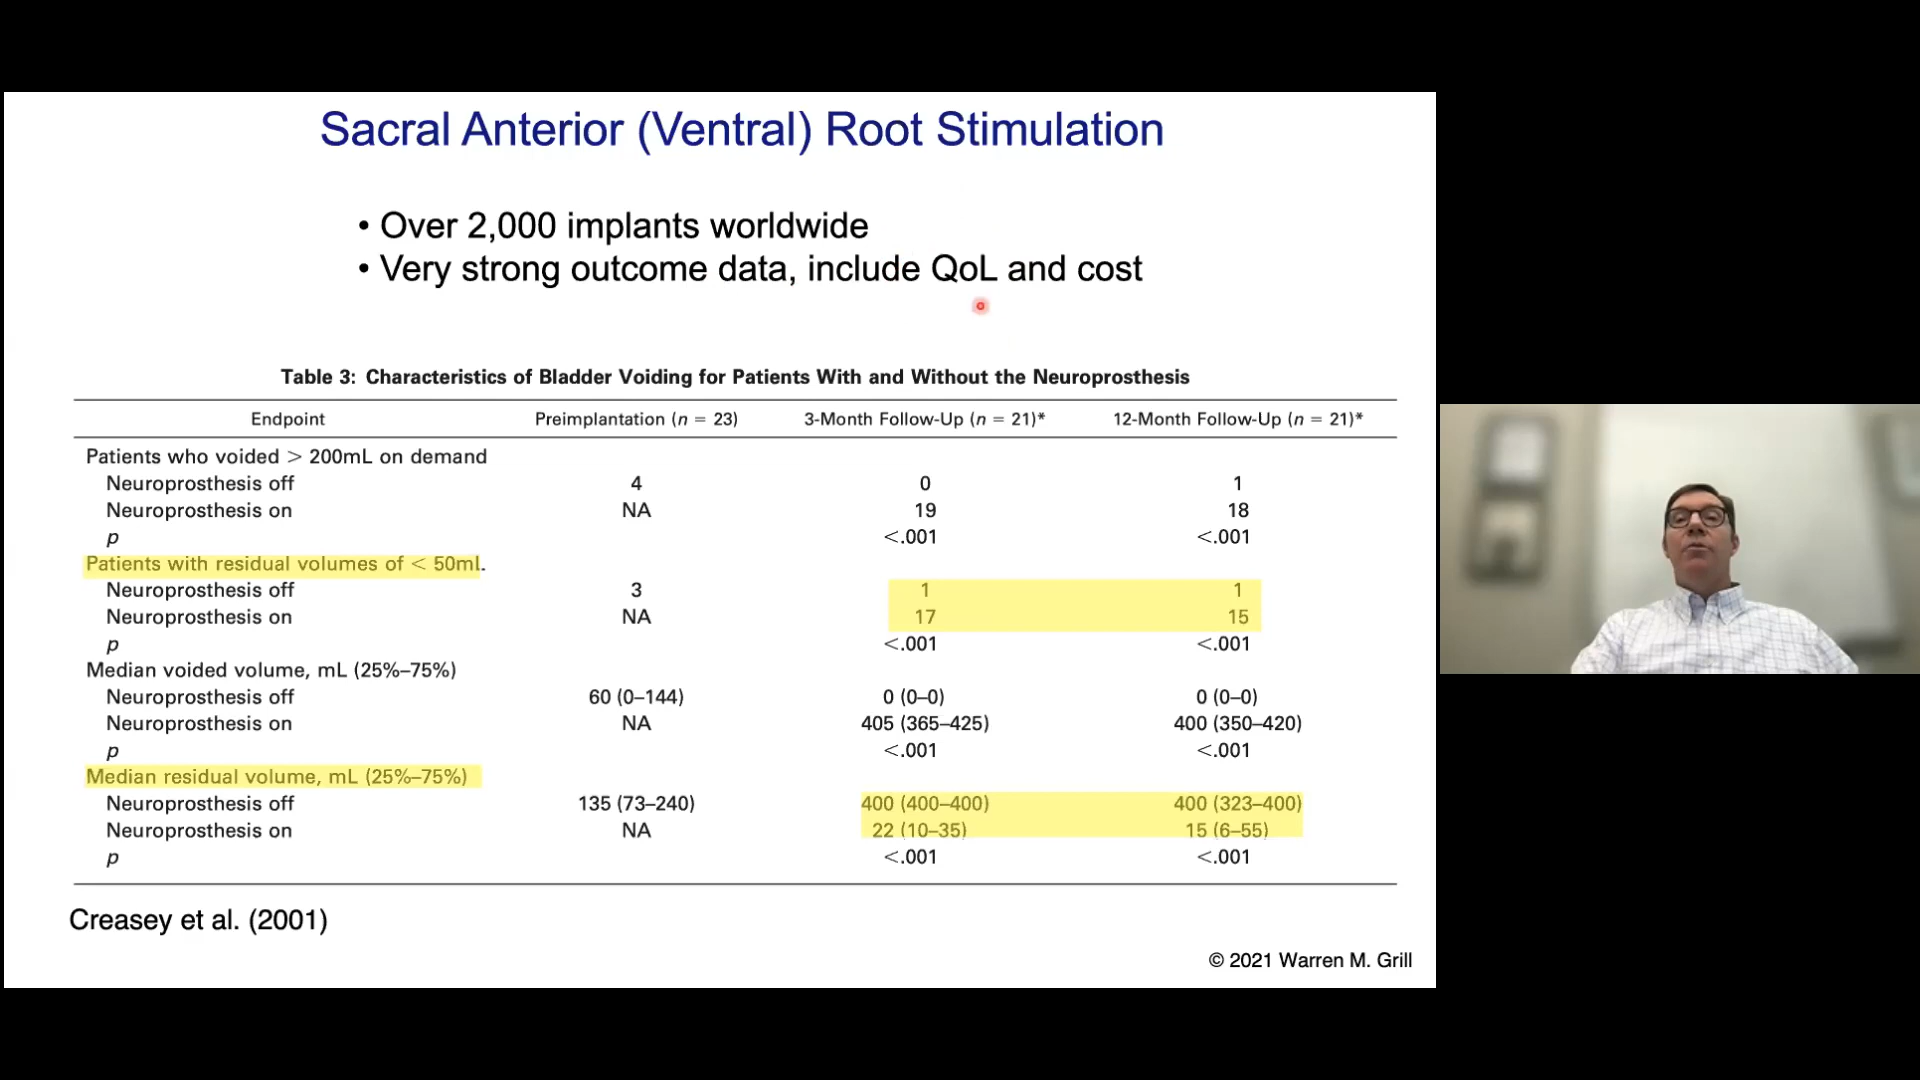 Sacral Anterior (Ventral) Root Stimulation
• Over 2,000 implants worldwide
• Very strong outcome data, include QoL and cost
Table 3: Characteristics of Bladder Voiding for Patients With and Without the Neuroprosthesis
Endpoint Preimplantation (n = 23) 3-Month Follow-Up (n = 21)* 12-Month Follow-Up (n = 21)*
Patients who voided > 200mL on demand
Neuroprosthesis off 4 0 1
Neuroprosthesis on NA 19 18
p <.001 <.001
Patients with residual volumes of < 50ml.
Neuroprosthesis off 3 1 1
Neuroprosthesis on NA 17 15
p <.001 <.001
Median voided volume, mL (25%–75%)
Neuroprosthesis off 60 (0–144) 0 (0–0) 0 (0–0)
Neuroprosthesis on NA 405 (365–425) 400 (350–420)
p <.001 <.001
Median residual volume, mL (25%–75%)
Neuroprosthesis off 135 (73–240) 400 (400–400) 400 (323–400)
Neuroprosthesis on NA 22 (10–35) 15 (6–55)
p <.001 <.001
Creasey et al. (2001)
© 2021 Warren M. Grill